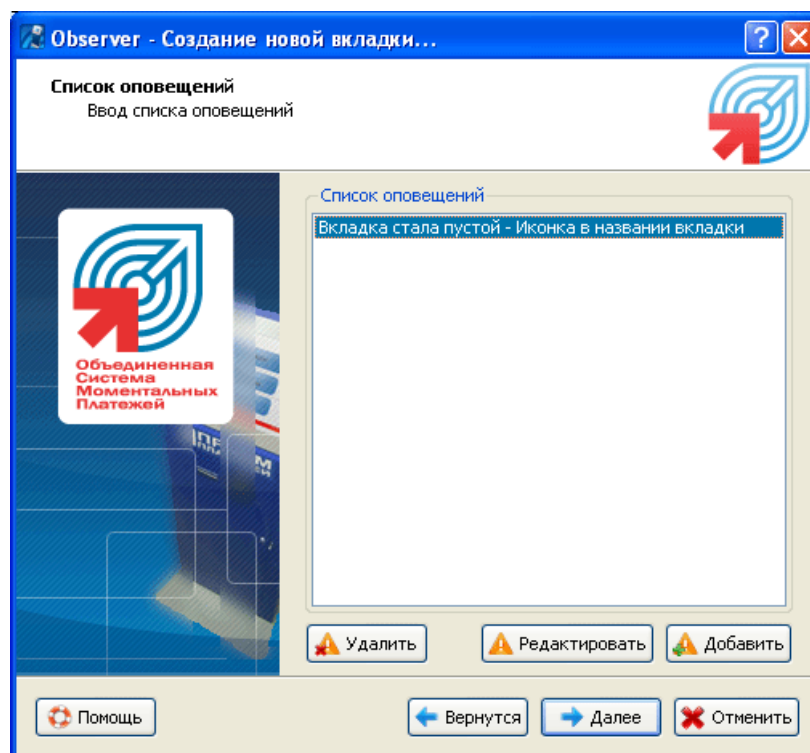 Observer - Создание новой вкладки...
Список оповещений
Ввод списка оповещений
Список оповещений
Вкладка стала пустой - Иконка в названии вкладки
Объединенная
Система
Моментальных
Платежей
Удалить
Редактировать
Добавить
Помощь
Вернутся
Далее
Отменить